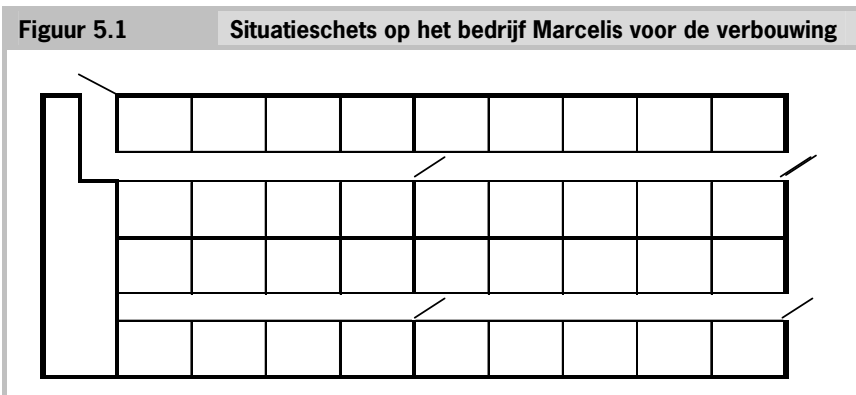 Figuur 5.1 Situatieschets op het bedrijf Marcelis voor de verbouwing